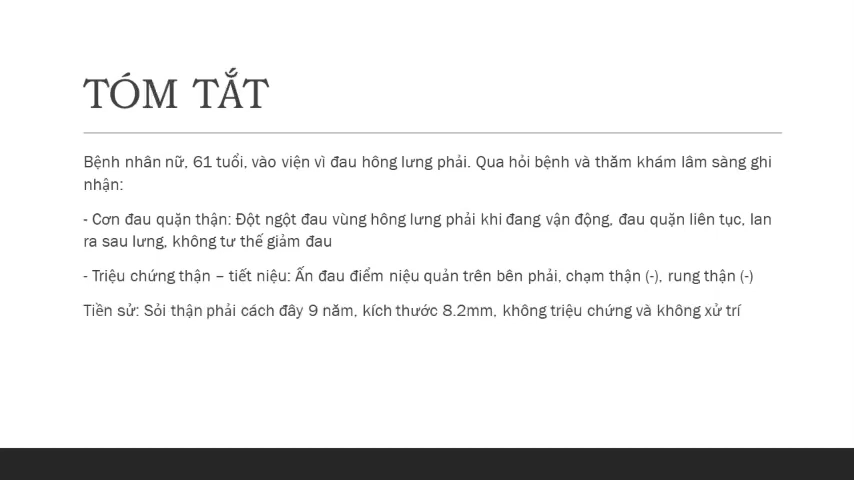 TÓM TẮT
Bệnh nhân nữ, 61 tuổi, vào viện vì đau hông lưng phải. Qua hỏi bệnh và thăm khám lâm sàng ghi
nhận:
- Cơn đau quặn thận: Đột ngột đau vùng hông lưng phải khi đang vận động, đau quặn liên tục, lan
ra sau lưng, không tư thế giảm đau
- Triệu chứng thận – tiết niệu: Ấn đau điểm niệu quản trên bên phải, chạm thận (-), rung thận (-)
Tiền sử: Sỏi thận phải cách đây 9 năm, kích thước 8.2mm, không triệu chứng và không xử trí